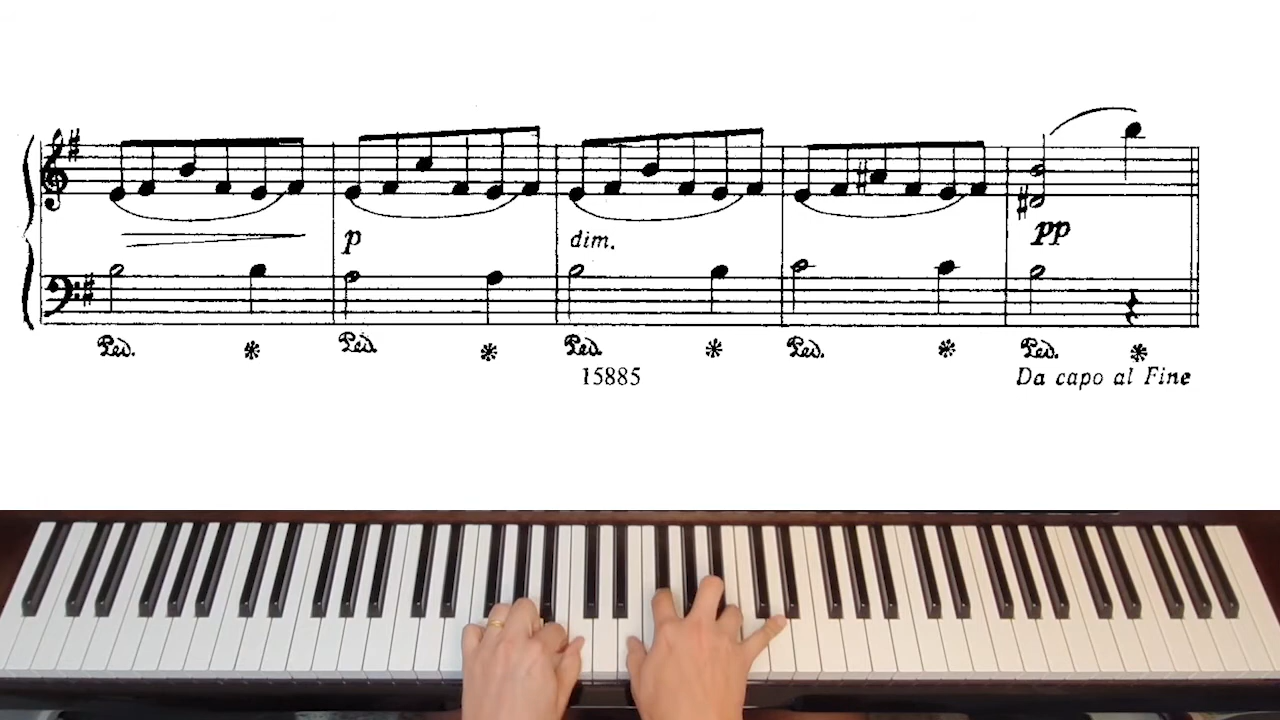 p dim. pp
Ped. * Ped. * Ped. * Ped. * Ped. *
15885 Da capo al Fine